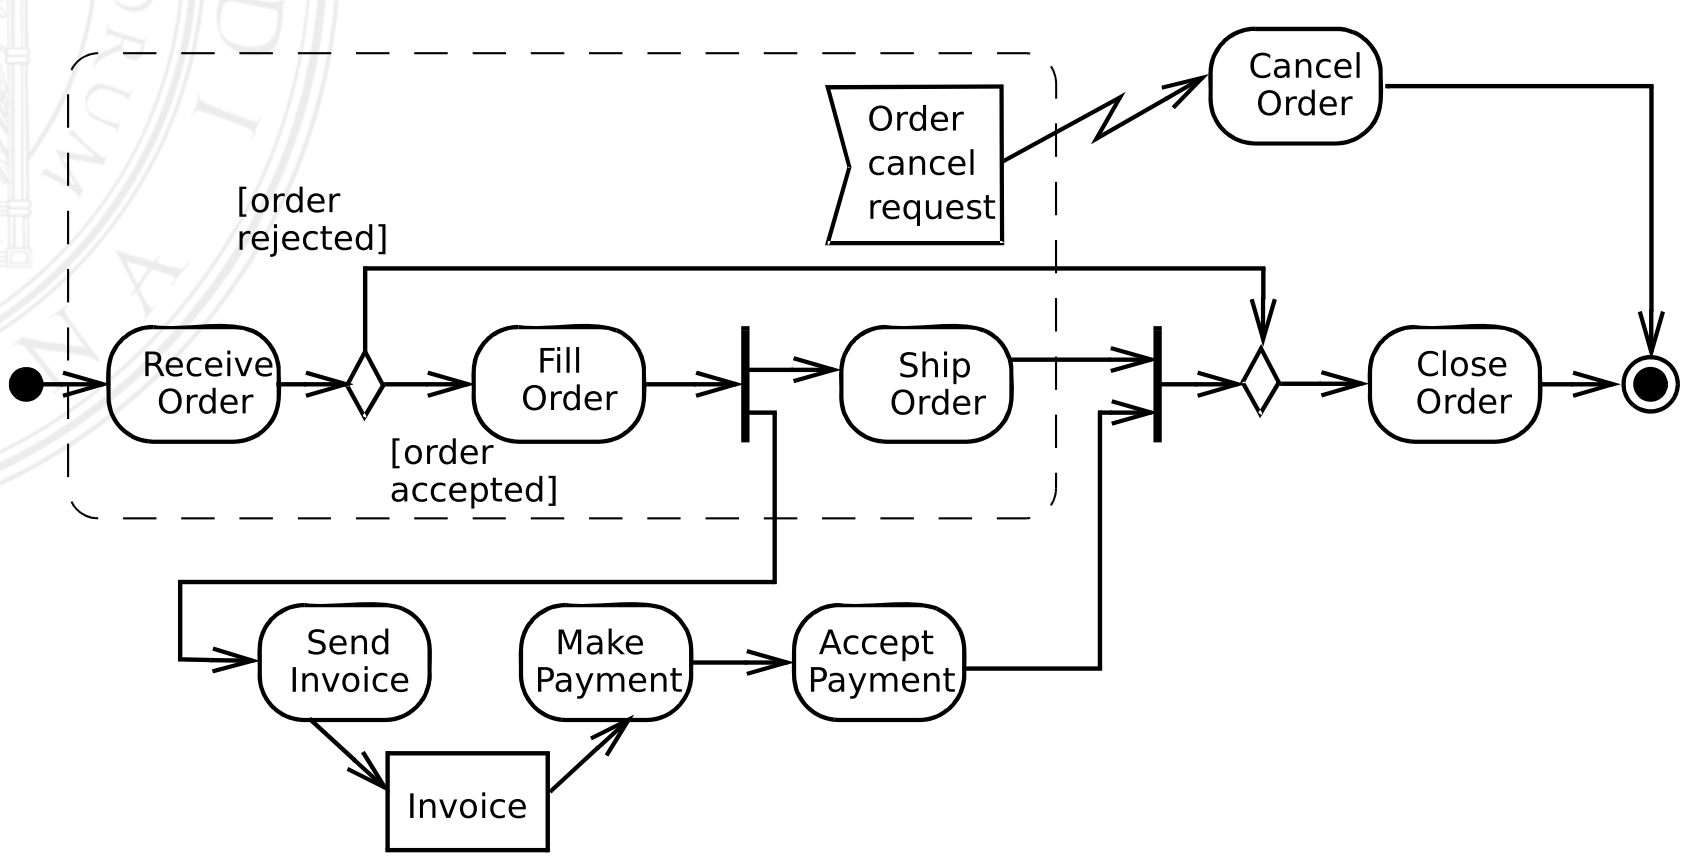 Cancel
Order
Order
cancel
request
[order
rejected]
Receive
Order
Fill
Order
Ship
Order
Close
Order
[order
accepted]
Send
Invoice
Make
Payment
Accept
Payment
Invoice